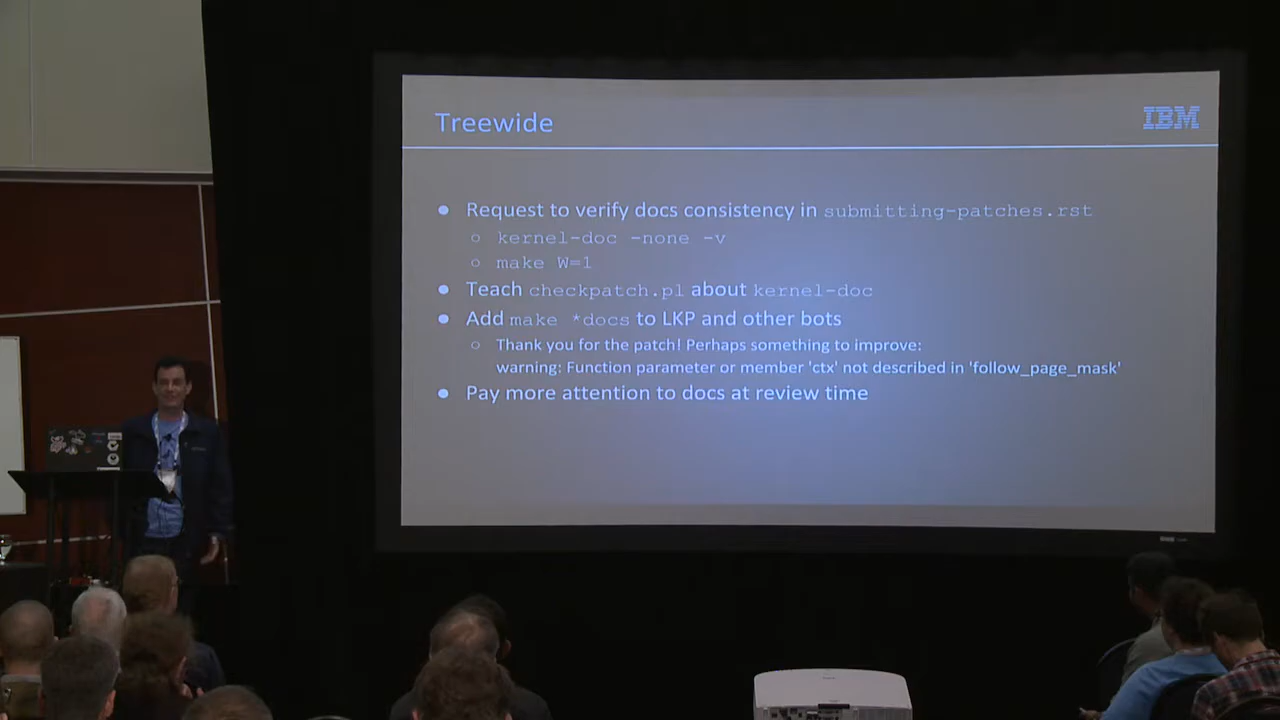 Treewide
IBM
● Request to verify docs consistency in submitting-patches.rst
○ kernel-doc -none -v
○ make W=1
● Teach checkpatch.pl about kernel-doc
● Add make *docs to LKP and other bots
○ Thank you for the patch! Perhaps something to improve:
warning: Function parameter or member 'ctx' not described in 'follow_page_mask'
● Pay more attention to docs at review time